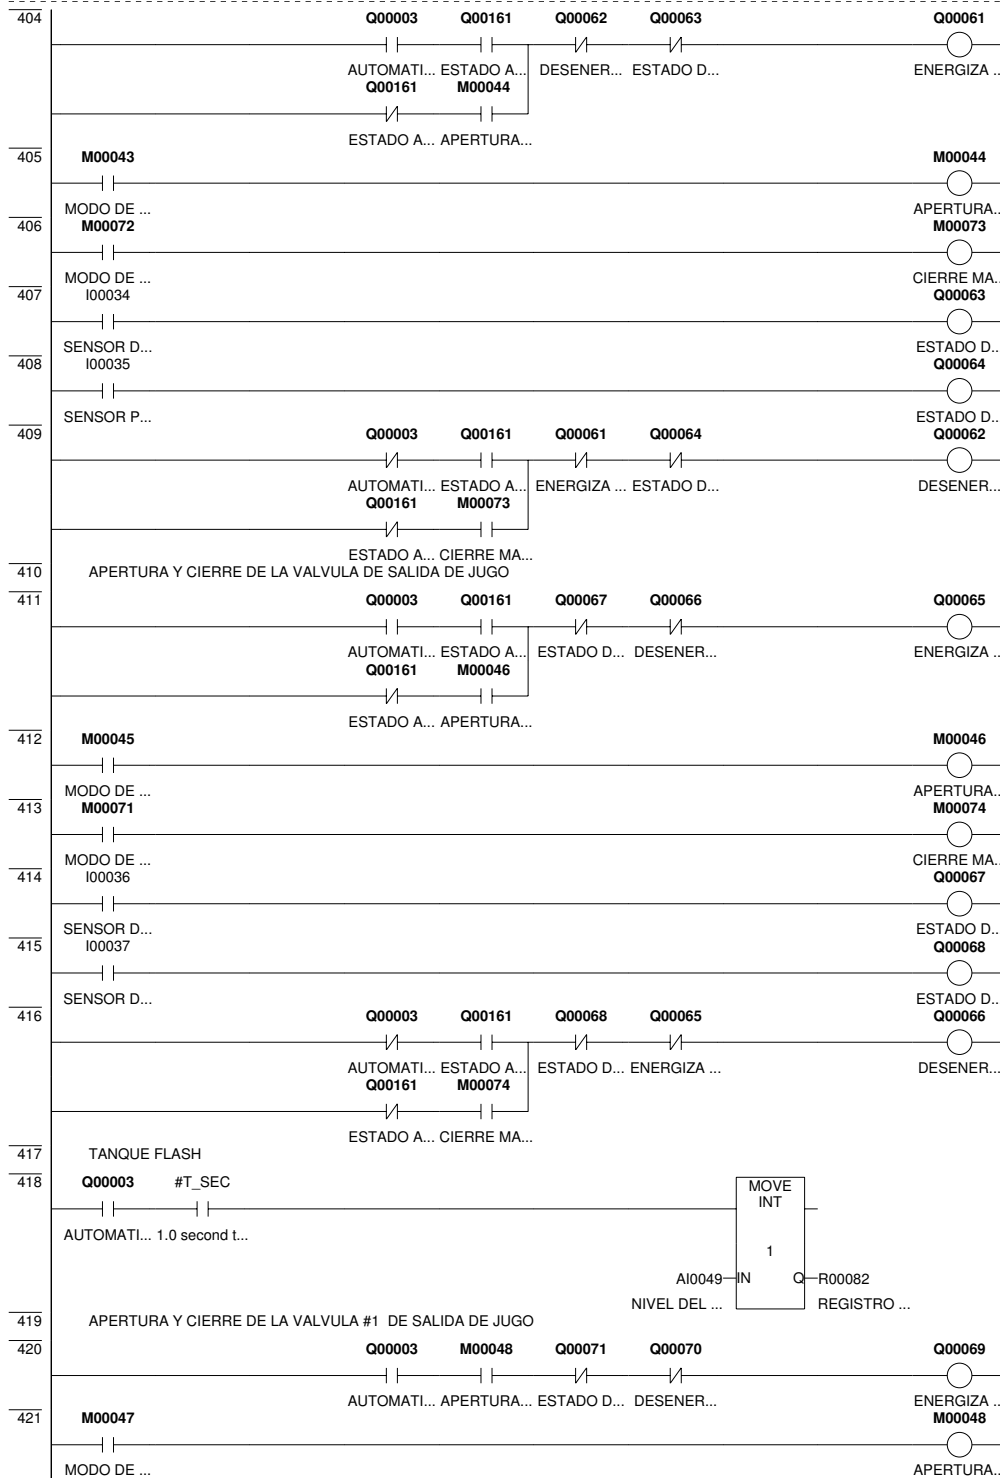 404
Q00003 Q00161 Q00062 Q00063 Q00061
AUTOMATI... ESTADO A... DESENER... ESTADO D... ENERGIZA ...
Q00161 M00044
ESTADO A... APERTURA...
405 M00043 M00044
MODO DE ... APERTURA...
406 M00072 M00073
MODO DE ... CIERRE MA...
407 I00034 Q00063
SENSOR D... ESTADO D...
408 I00035 Q00064
SENSOR P... ESTADO D...
409 Q00003 Q00161 Q00061 Q00064 Q00062
AUTOMATI... ESTADO A... ENERGIZA ... ESTADO D... DESENER...
Q00161 M00073
ESTADO A... CIERRE MA...
410 APERTURA Y CIERRE DE LA VALVULA DE SALIDA DE JUGO
411 Q00003 Q00161 Q00067 Q00066 Q00065
AUTOMATI... ESTADO A... ESTADO D... DESENER... ENERGIZA ...
Q00161 M00046
ESTADO A... APERTURA...
412 M00045 M00046
MODO DE ... APERTURA...
413 M00071 M00074
MODO DE ... CIERRE MA...
414 I00036 Q00067
SENSOR D... ESTADO D...
415 I00037 Q00068
SENSOR D... ESTADO D...
416 Q00003 Q00161 Q00068 Q00065 Q00066
AUTOMATI... ESTADO A... ESTADO D... ENERGIZA ... DESENER...
Q00161 M00074
ESTADO A... CIERRE MA...
417 TANQUE FLASH
418 Q00003 #T_SEC MOVE
INT
AUTOMATI... 1.0 second t...
1
AI0049 IN Q R00082
NIVEL DEL ... REGISTRO ...
419 APERTURA Y CIERRE DE LA VALVULA #1 DE SALIDA DE JUGO
420 Q00003 M00048 Q00071 Q00070 Q00069
AUTOMATI... APERTURA... ESTADO D... DESENER... ENERGIZA ...
421 M00047 M00048
MODO DE ... APERTURA...